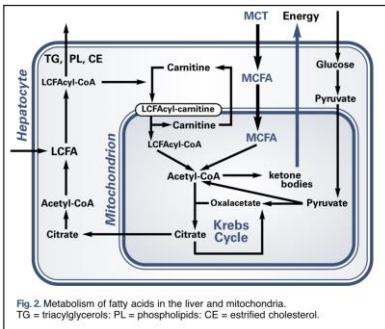 MCT Energy
TG, PL, CE
Carnitine
Glucose
LCFAcyl-CoA
MCFA
Pyruvate
Hepatocyte
LCFAcyl-carnitine
Carnitine
LCFA
LCFAcyl-CoA
MCFA
Mitochondrion
Acetyl-CoA
ketone
bodies
Acetyl-CoA
Oxalacetate
Pyruvate
Citrate
Citrate
Krebs
Cycle
Fig. 2. Metabolism of fatty acids in the liver and mitochondria.
TG = triacylglycerols: PL = phospholipids: CE = estrified cholesterol.